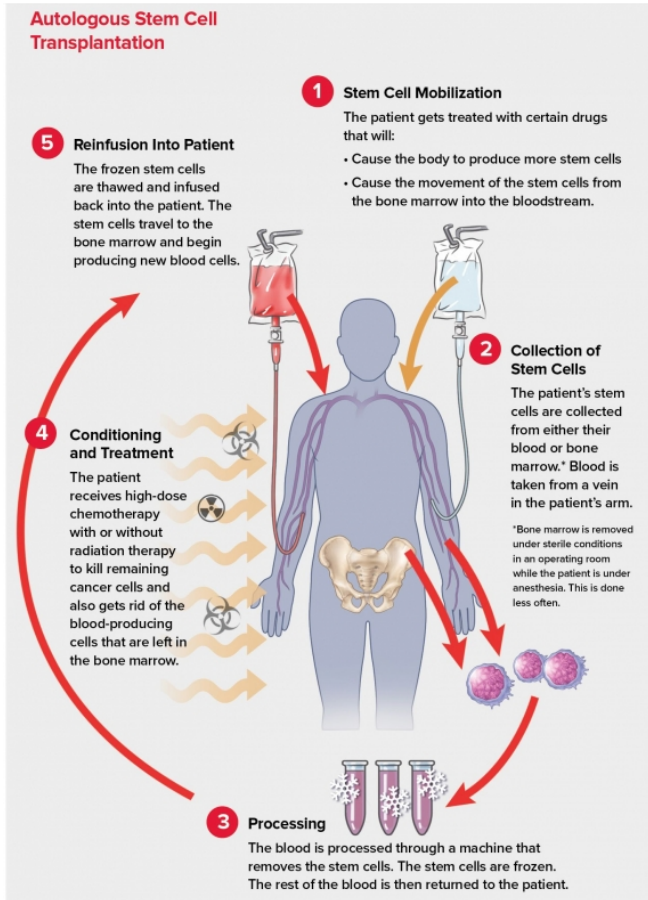 Autologous Stem Cell
Transplantation
1
Stem Cell Mobilization
The patient gets treated with certain drugs
that will:
• Cause the body to produce more stem cells
• Cause the movement of the stem cells from
the bone marrow into the bloodstream.
2
Collection of
Stem Cells
The patient’s stem
cells are collected
from either their
blood or bone
marrow.* Blood is
taken from a vein
in the patient’s arm.
*Bone marrow is removed
under sterile conditions
in an operating room
while the patient is under
anesthesia. This is done
less often.
3
Processing
The blood is processed through a machine that
removes the stem cells. The stem cells are frozen.
The rest of the blood is then returned to the patient.
4
Conditioning
and Treatment
The patient
receives high-dose
chemotherapy
with or without
radiation therapy
to kill remaining
cancer cells and
also gets rid of the
blood-producing
cells that are left in
the bone marrow.
5
Reinfusion Into Patient
The frozen stem cells
are thawed and infused
back into the patient. The
stem cells travel to the
bone marrow and begin
producing new blood cells.